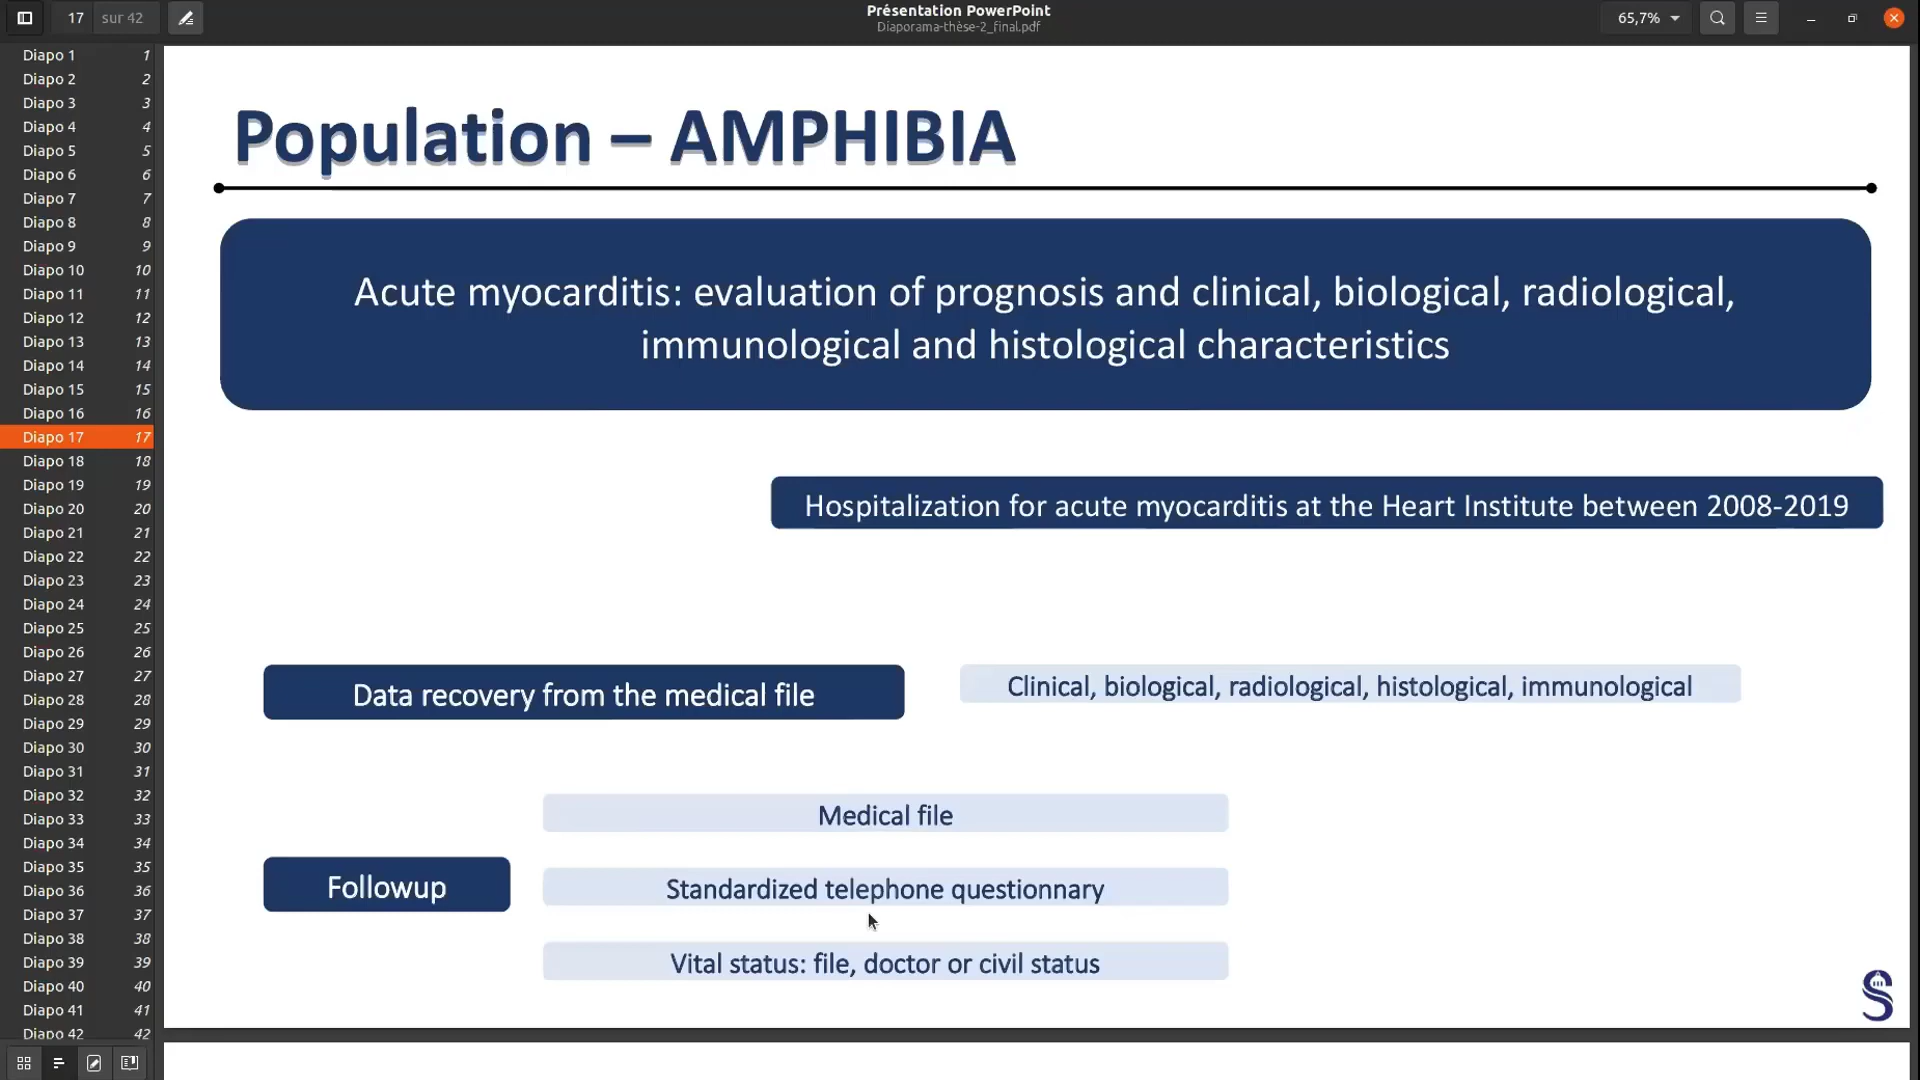 17 sur 42
Présentation PowerPoint
Diaporama-thèse-2_final.pdf
65,7%
Diapo 1 1
Diapo 2 2
Diapo 3 3
Diapo 4 4
Diapo 5 5
Diapo 6 6
Diapo 7 7
Diapo 8 8
Diapo 9 9
Diapo 10 10
Diapo 11 11
Diapo 12 12
Diapo 13 13
Diapo 14 14
Diapo 15 15
Diapo 16 16
Diapo 17 17
Diapo 18 18
Diapo 19 19
Diapo 20 20
Diapo 21 21
Diapo 22 22
Diapo 23 23
Diapo 24 24
Diapo 25 25
Diapo 26 26
Diapo 27 27
Diapo 28 28
Diapo 29 29
Diapo 30 30
Diapo 31 31
Diapo 32 32
Diapo 33 33
Diapo 34 34
Diapo 35 35
Diapo 36 36
Diapo 37 37
Diapo 38 38
Diapo 39 39
Diapo 40 40
Diapo 41 41
Diapo 42 42
Population – AMPHIBIA
Acute myocarditis: evaluation of prognosis and clinical, biological, radiological,
immunological and histological characteristics
Hospitalization for acute myocarditis at the Heart Institute between 2008-2019
Data recovery from the medical file
Clinical, biological, radiological, histological, immunological
Medical file
Followup
Standardized telephone questionnary
Vital status: file, doctor or civil status
S